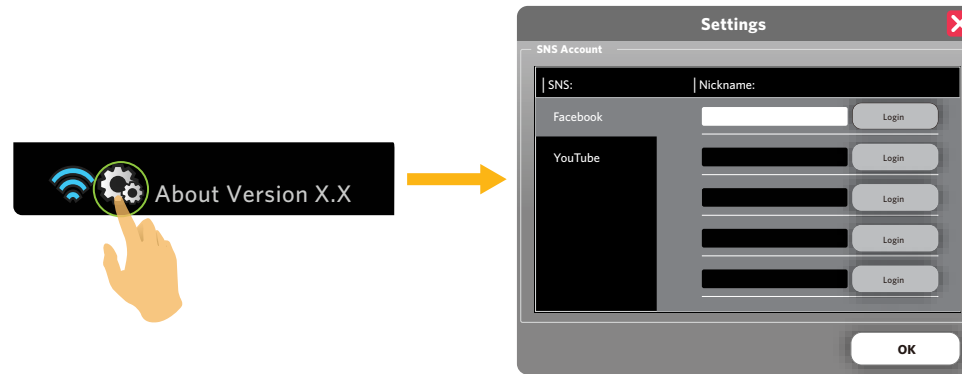 Settings
SNS Account
SNS: Nickname:
Facebook Login
YouTube Login
Login
Login
Login
OK
About Version X.X